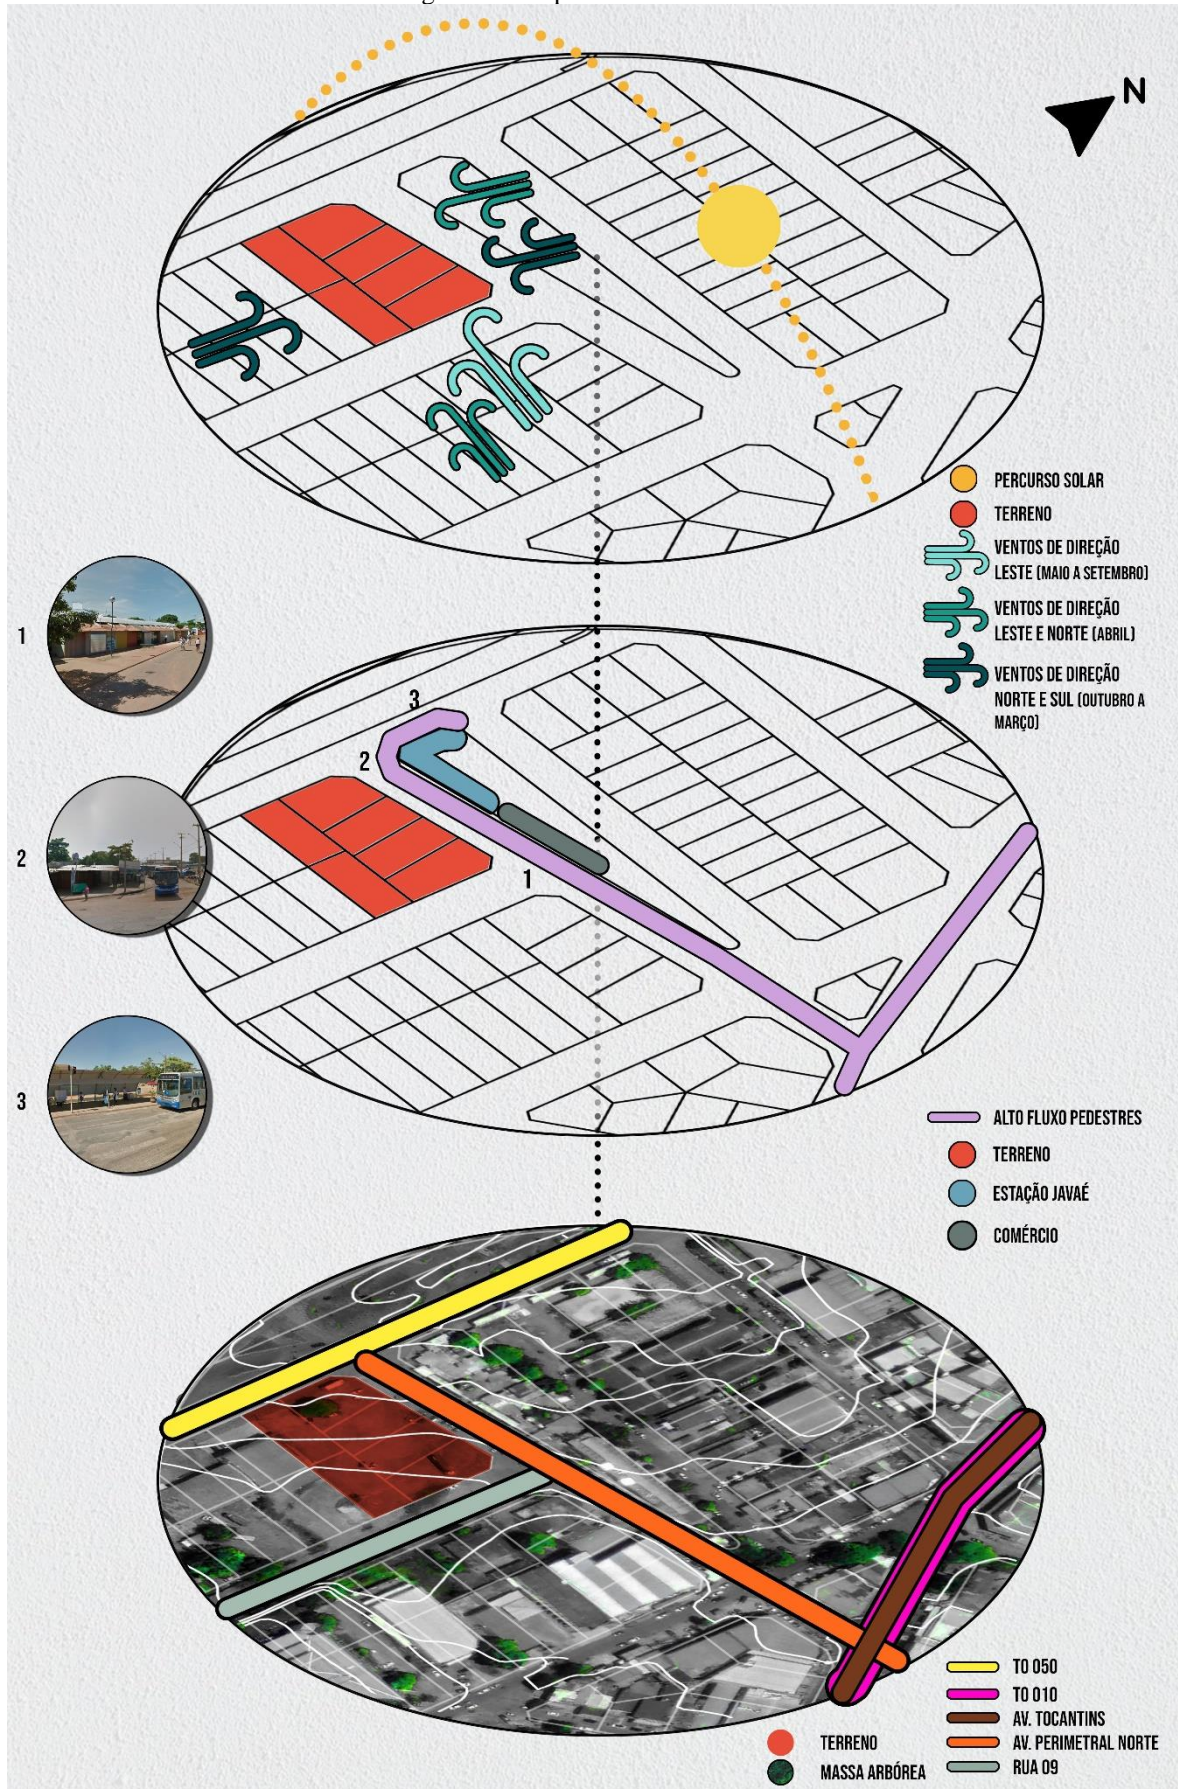 N
PERCURSO SOLAR
TERRENO
VENTOS DE DIREÇÃO
LESTE (MAIO A SETEMBRO)
VENTOS DE DIREÇÃO
LESTE E NORTE (ABRIL)
VENTOS DE DIREÇÃO
NORTE E SUL (OUTUBRO A
MARÇO)
1
2
3
3
2
1
ALTO FLUXO PEDESTRES
TERRENO
ESTAÇÃO JAVAÉ
COMÉRCIO
TO 050
TO 010
AV. TOCANTINS
AV. PERIMETRAL NORTE
RUA 09
TERRENO
MASSA ARBÓREA